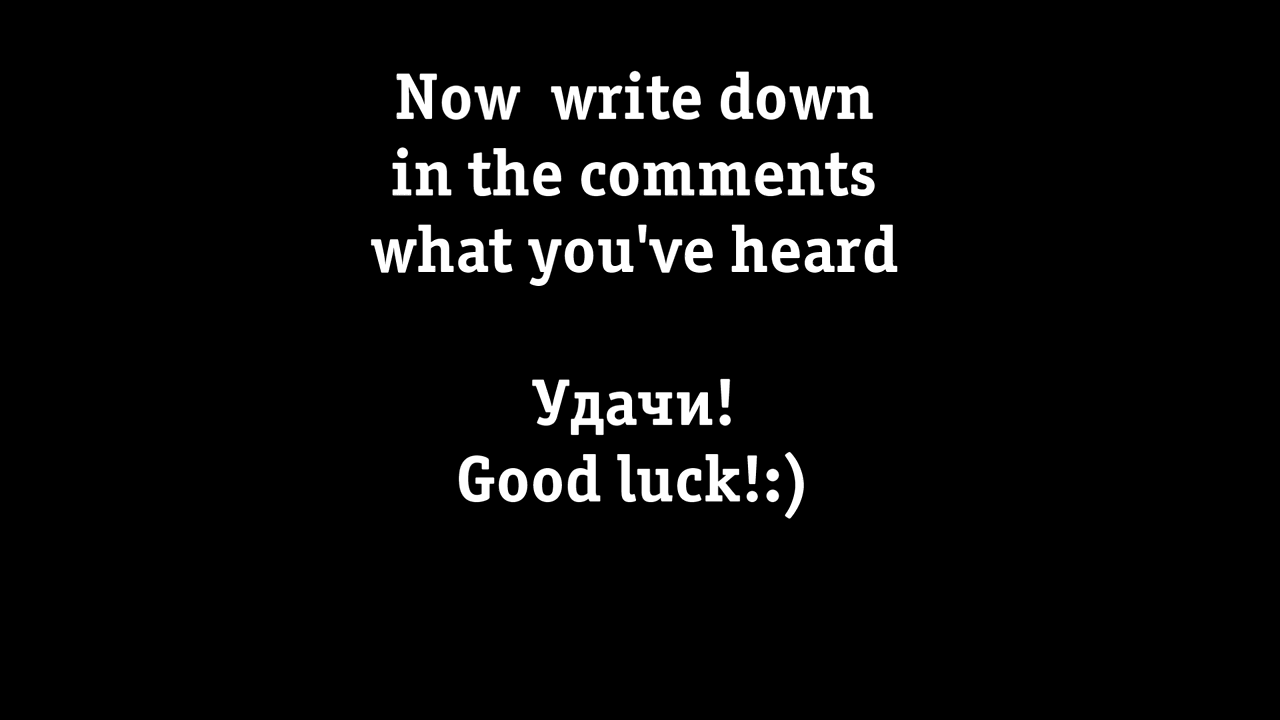 Now  write down
in the comments
what you've heard
Удачи!
Good luck!:)